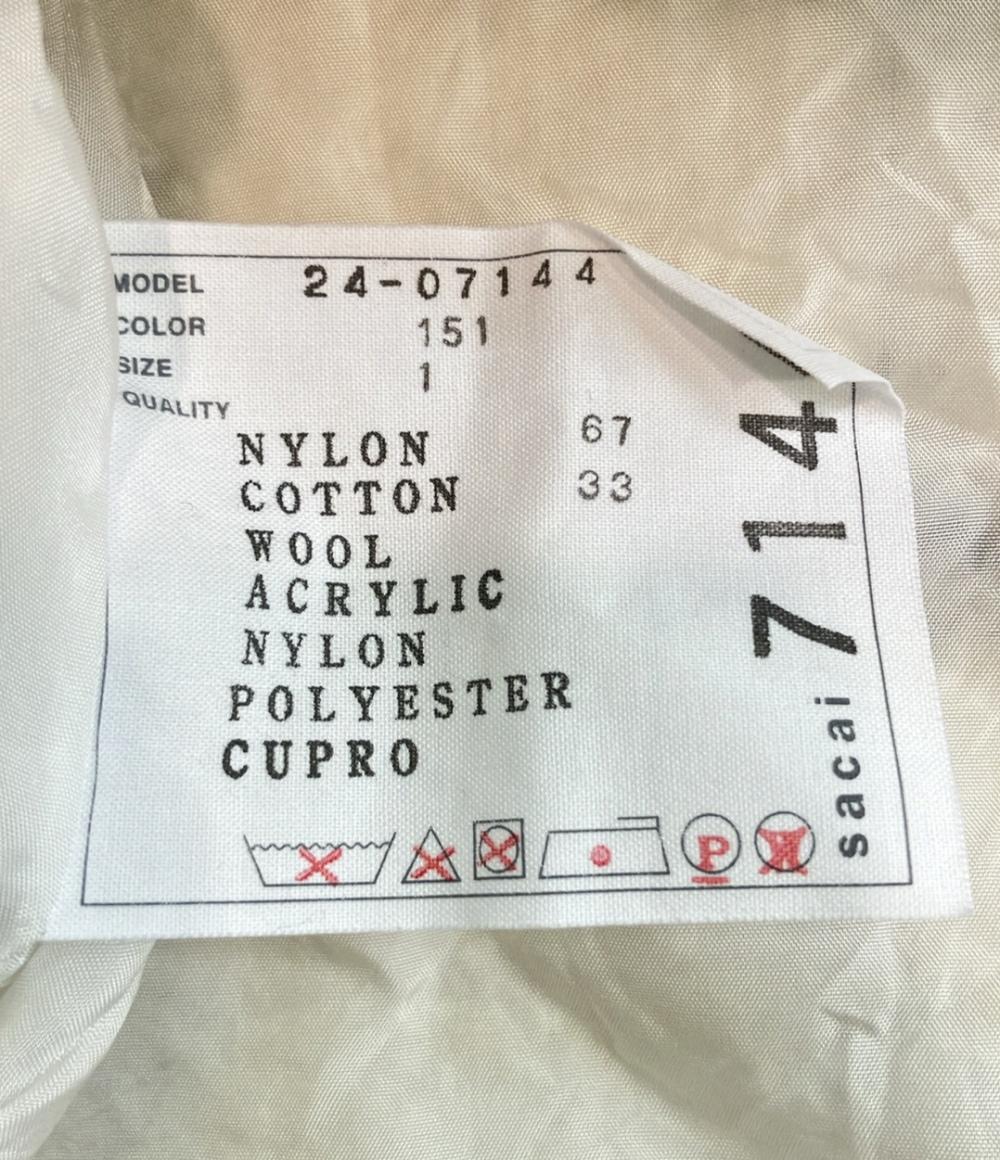 MODEL 24-07144
COLOR 151
SIZE 1
QUALITY
NYLON 67
COTTON 33
WOOL
ACRYLIC
NYLON
POLYESTER
CUPRO
P
W
sacai 714